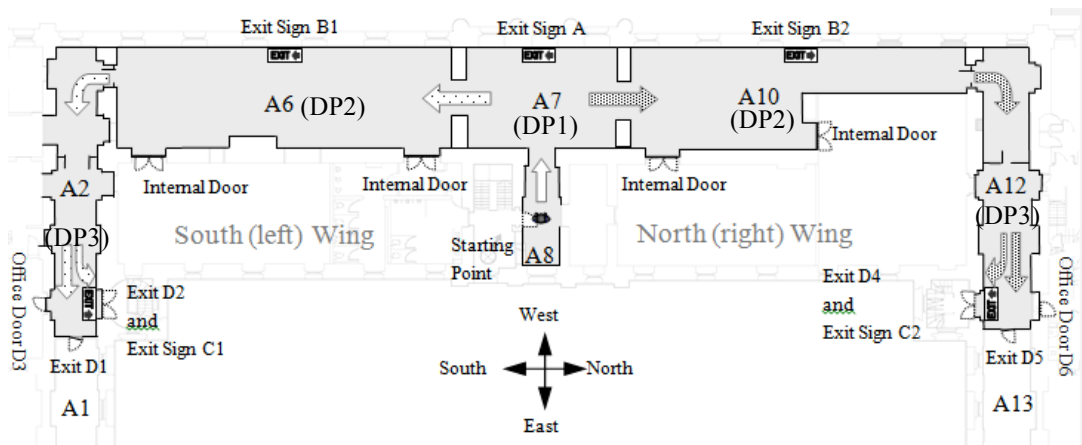 Exit Sign B1
Exit Sign A
Exit Sign B2
EXIT
EXIT
EXIT
A6 (DP2)
A7
(DP1)
A10
(DP2)
Internal Door
Internal Door
Internal Door
Internal Door
A2
(DP3)
A12
(DP3)
South (left) Wing
North (right) Wing
Starting
Point
A8
Office Door D3
EXIT
Exit D2
and
Exit Sign C1
Exit D4
and
Exit Sign C2
EXIT
Office Door D6
West
South
North
East
Exit D1
Exit D5
A1
A13